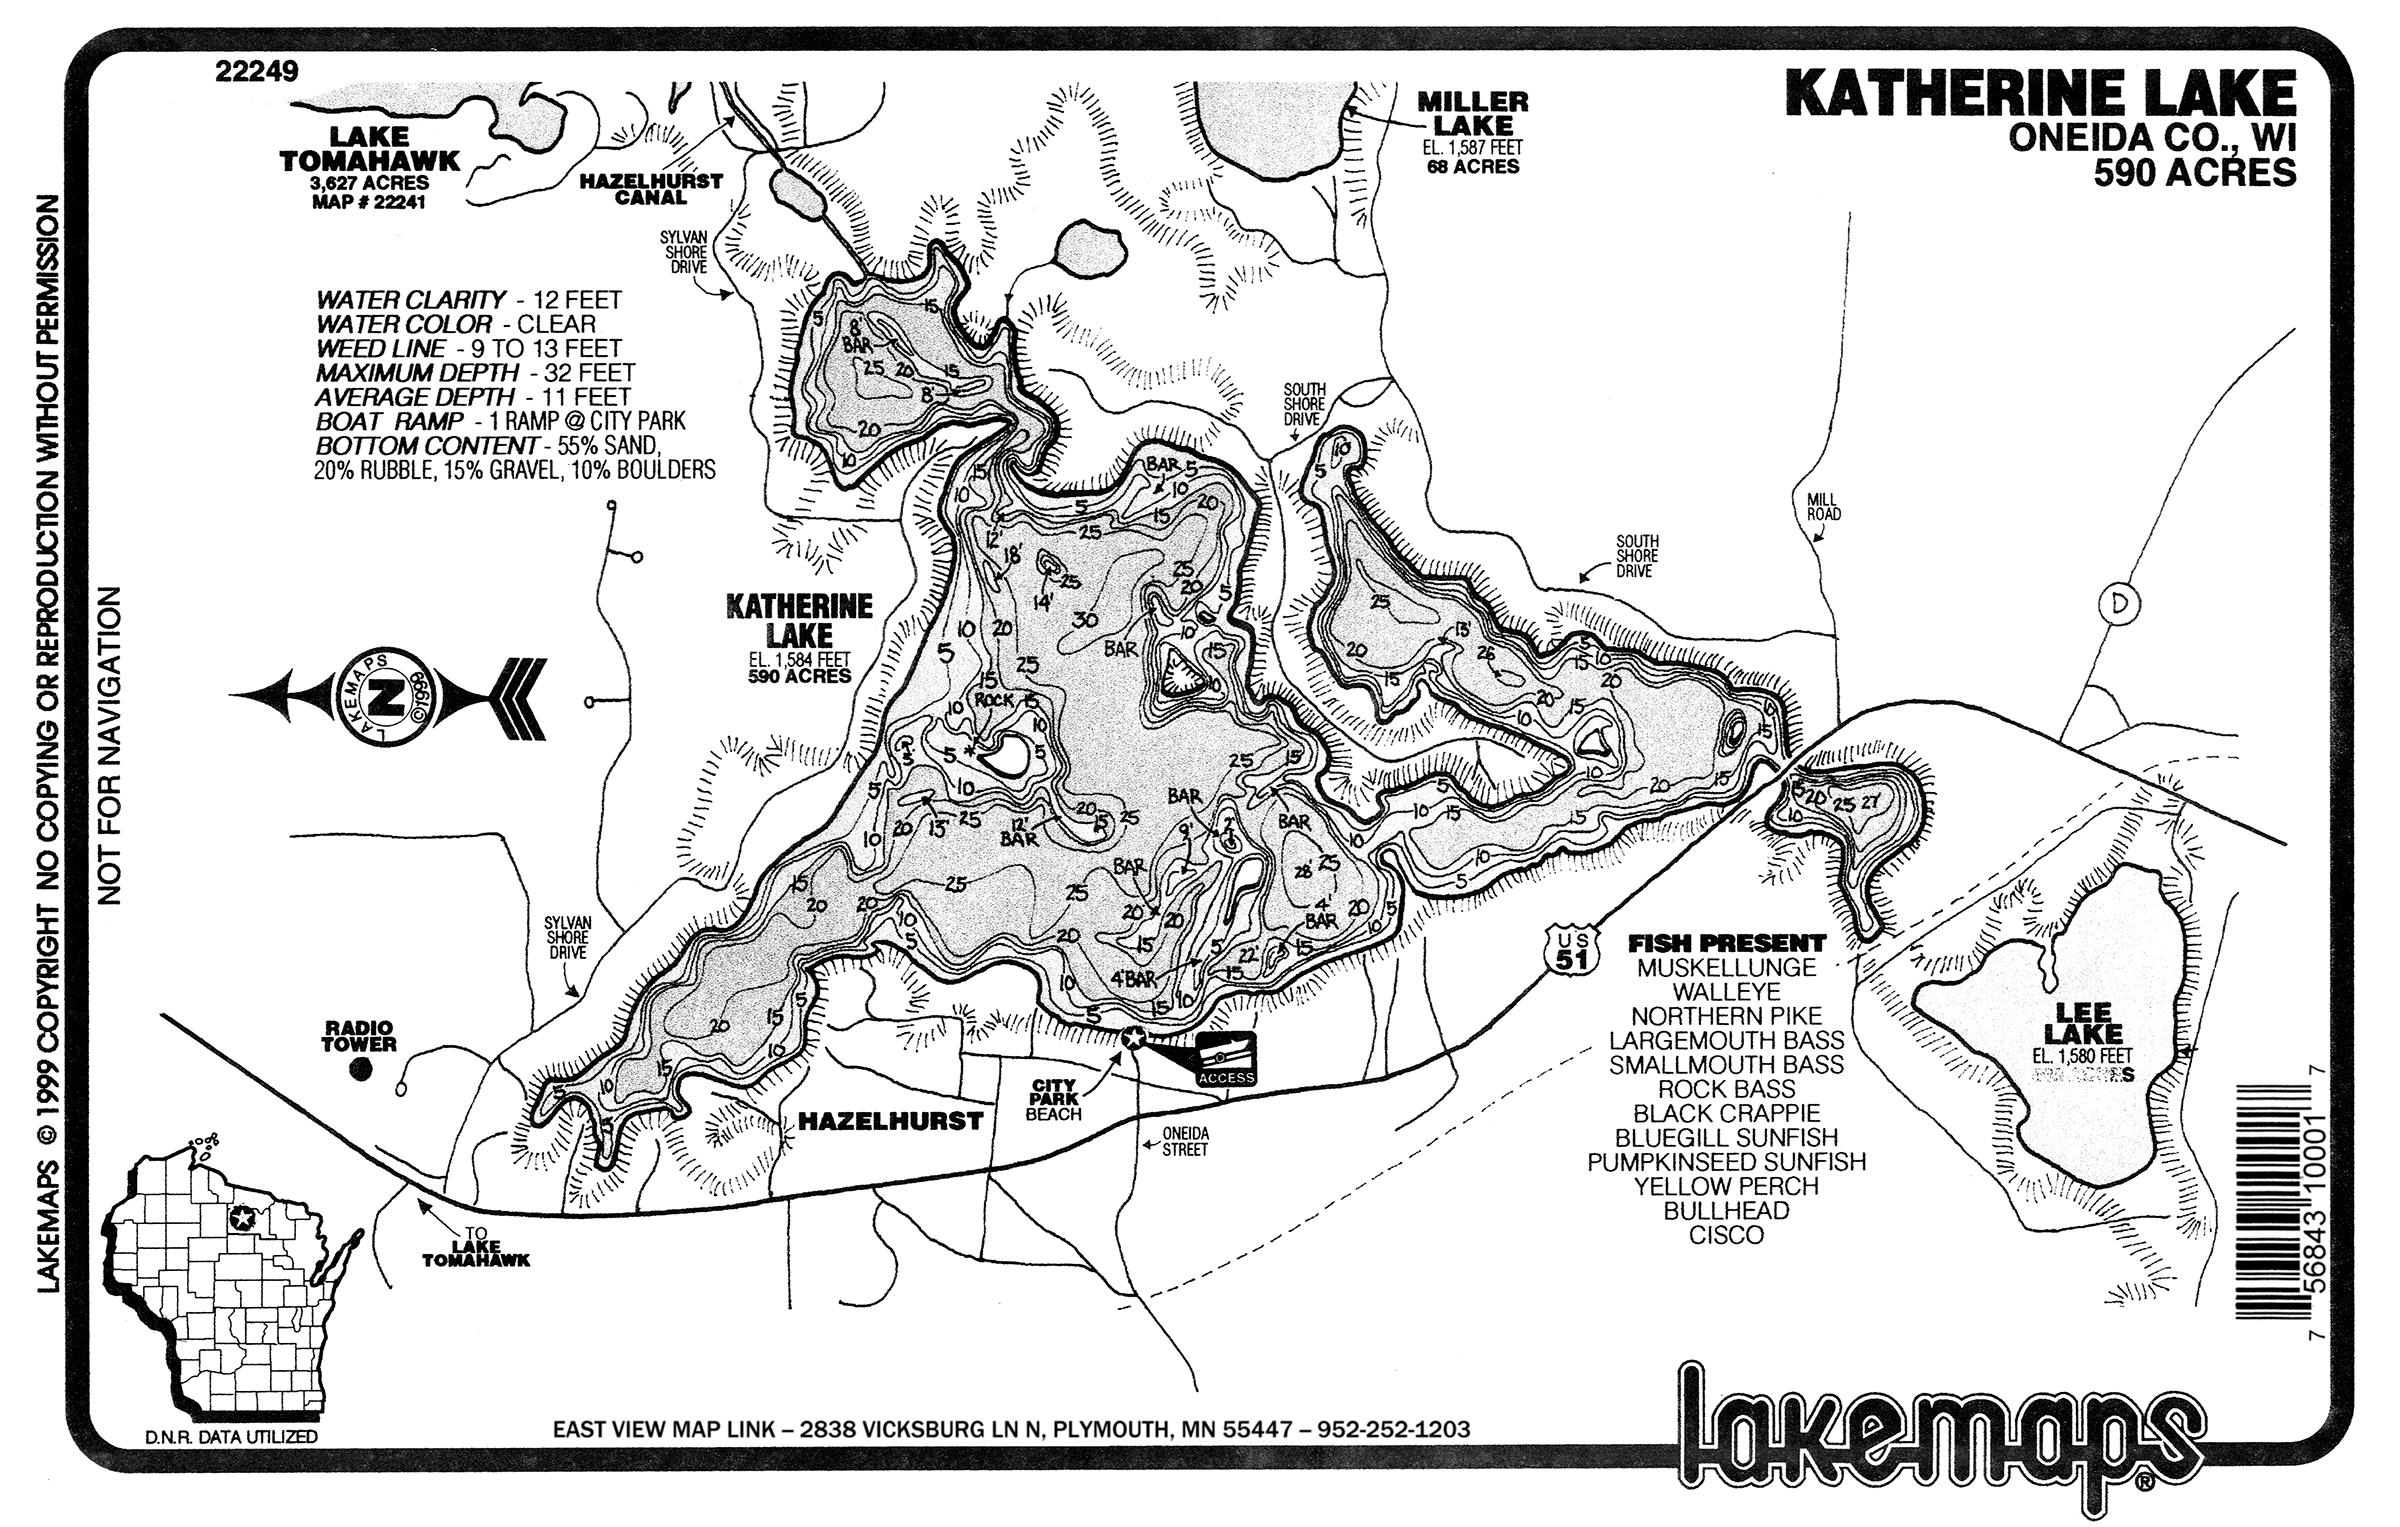 22249
KATHERINE LAKE
ONEIDA CO., WI
590 ACRES
LAKE
TOMAHAWK
3,627 ACRES
MAP # 22241
HAZELHURST
CANAL
MILLER
LAKE
EL. 1,587 FEET
68 ACRES
SYLVAN
SHORE
DRIVE
WATER CLARITY - 12 FEET
WATER COLOR - CLEAR
WEED LINE - 9 TO 13 FEET
MAXIMUM DEPTH - 32 FEET
AVERAGE DEPTH - 11 FEET
BOAT RAMP - 1 RAMP @ CITY PARK
BOTTOM CONTENT - 55% SAND,
20% RUBBLE, 15% GRAVEL, 10% BOULDERS
LAKEMAPS © 1999 COPYRIGHT NO COPYING OR REPRODUCTION WITHOUT PERMISSION
NOT FOR NAVIGATION
LAKEMAPS ©1999
N
5
15
8'
BAR
25
20
15
8'
20
10
SOUTH
SHORE
DRIVE
10
5
MILL
ROAD
SOUTH
SHORE
DRIVE
D
KATHERINE
LAKE
EL. 1,584 FEET
590 ACRES
15
10
BAR
5
10
5
15
20
25
12'
18'
25
14'
25
20
5
30
10
20
BAR
10
15
5
25
15
10
ROCK
15
10
10
5
5
5
25
20
13'
26
15
5
10
15
20
20
15
10
15
15
10
20
15
25
15
5
10
15
15
10
5
5
10
10
20
13'
25
12'
BAR
20
15
25
BAR
2'
9'
BAR
BAR
28'
25
4'
BAR
20
5
10
15
15
20
20
25
25
10
5
20
20'
20
15
4' BAR
5
22'
15
10
15
10
5
15
20
25
27'
10
20
15
5
10
15
10
5
5
SYLVAN
SHORE
DRIVE
RADIO
TOWER
US
51
FISH PRESENT
MUSKELLUNGE
WALLEYE
NORTHERN PIKE
LARGEMOUTH BASS
SMALLMOUTH BASS
ROCK BASS
BLACK CRAPPIE
BLUEGILL SUNFISH
PUMPKINSEED SUNFISH
YELLOW PERCH
BULLHEAD
CISCO
LEE
LAKE
EL. 1,580 FEET
ACCESS
CITY
PARK
BEACH
HAZELHURST
ONEIDA
STREET
TO
LAKE
TOMAHAWK
7 56843 10001 7
D.N.R. DATA UTILIZED
EAST VIEW MAP LINK – 2838 VICKSBURG LN N, PLYMOUTH, MN 55447 – 952-252-1203
lakemaps®